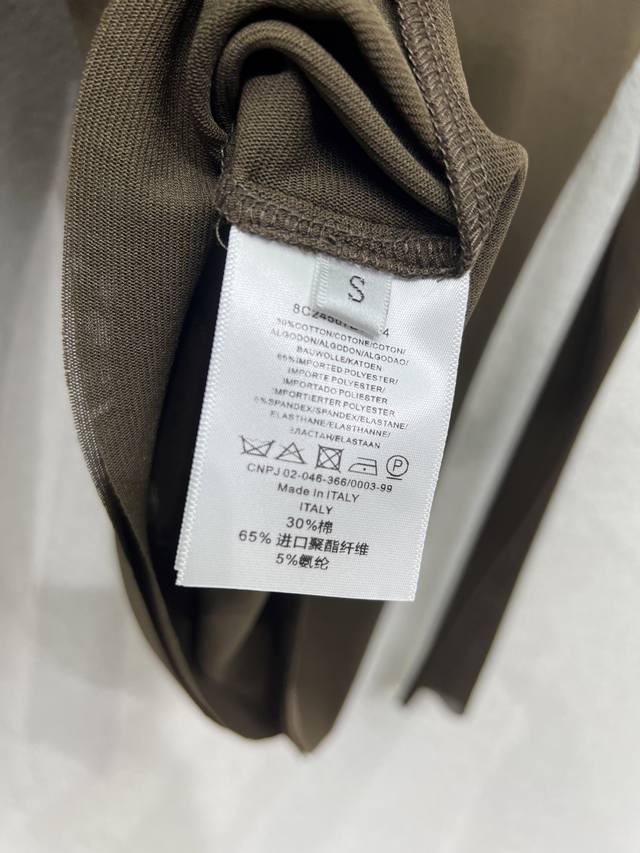 S
30%COTTON/COTONE/COTON/
ALGODON/ALGODON/ALGODAO/
BAUWOLLE/KATOEN
65%IMPORTED POLYESTER/
IMPORTE POLYESTER/
IMPORTADO POLIESTER
IMPORTIERTER POLYESTER/
5%SPANDEX/SPANDEX/ELASTANE/
ELASTHANE/ELASTHANNE/
ЕЛАСТАН/ELASTAAN
P
CNPJ 02-046-366/0003-99
Made In ITALY
ITALY
30%棉
65% 进口聚酯纤维
5%氨纶